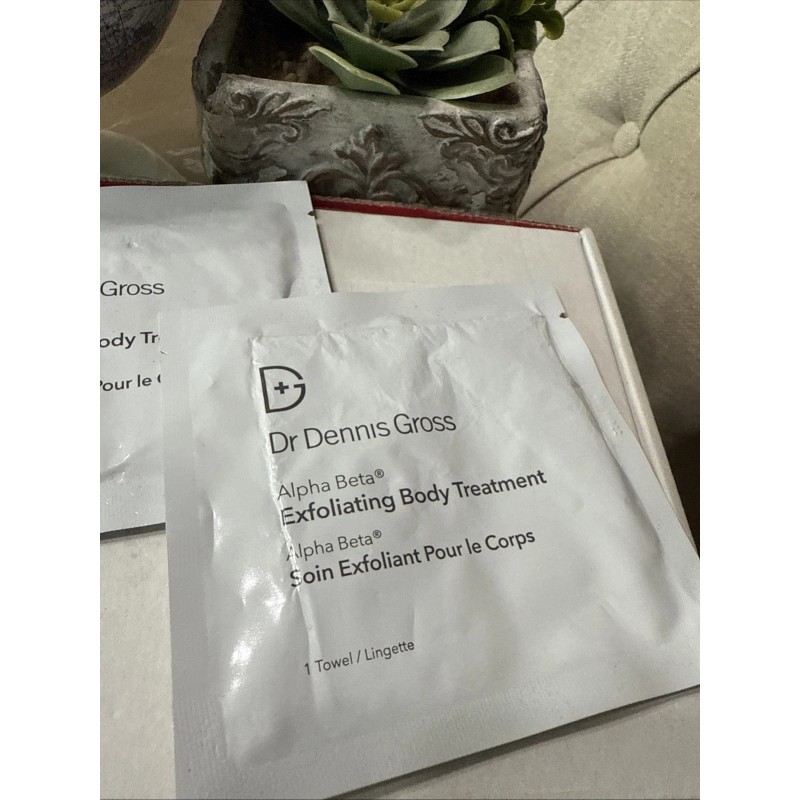 Gross
ody Tr
Pour le
D+G
Dr Dennis Gross
Alpha Beta®
Exfoliating Body Treatment
Alpha Beta®
Soin Exfoliant Pour le Corps
1 Towel / Lingette